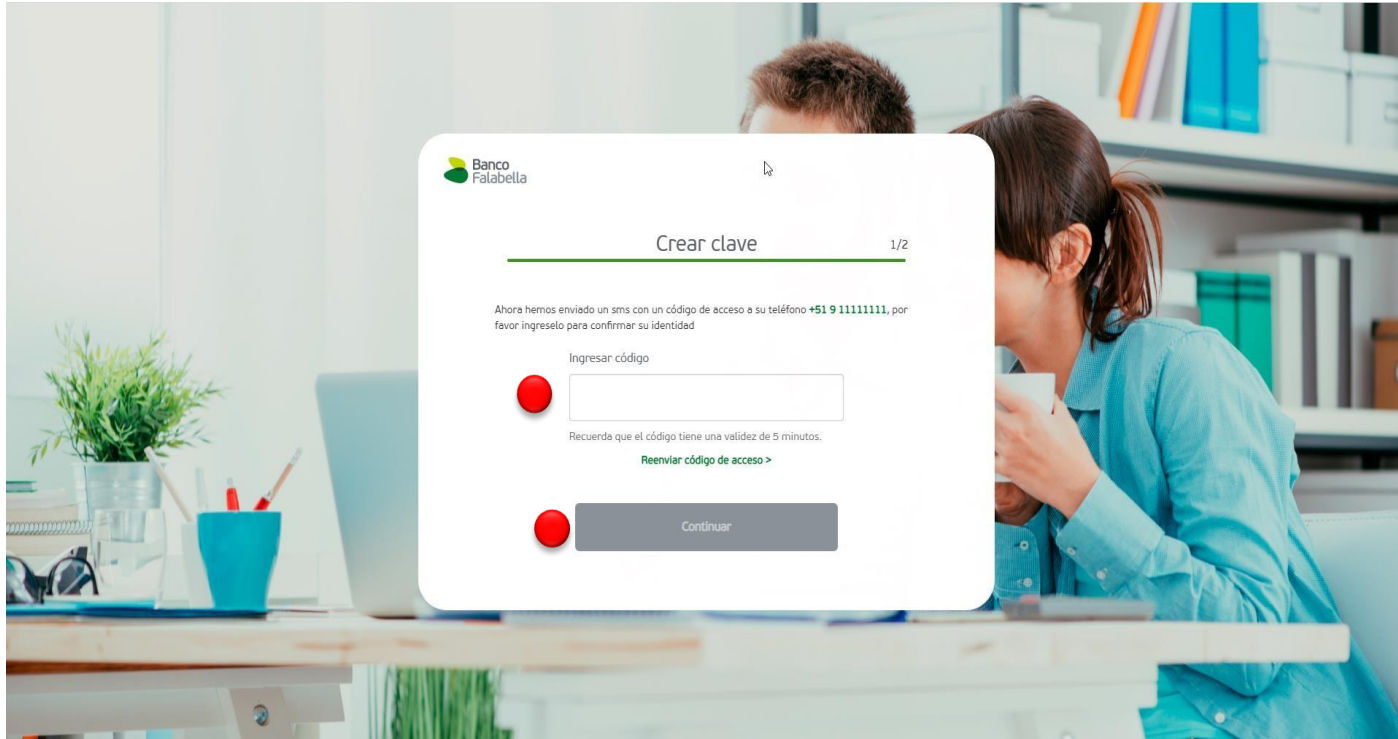 Banco
Falabella
Crear clave
1/2
Ahora hemos enviado un sms con un código de acceso a su teléfono +51 9 11111111, por
favor ingreselo para confirmar su identidad
Ingresar código
Recuerda que el código tiene una validez de 5 minutos.
Reenviar código de acceso >
Continuar